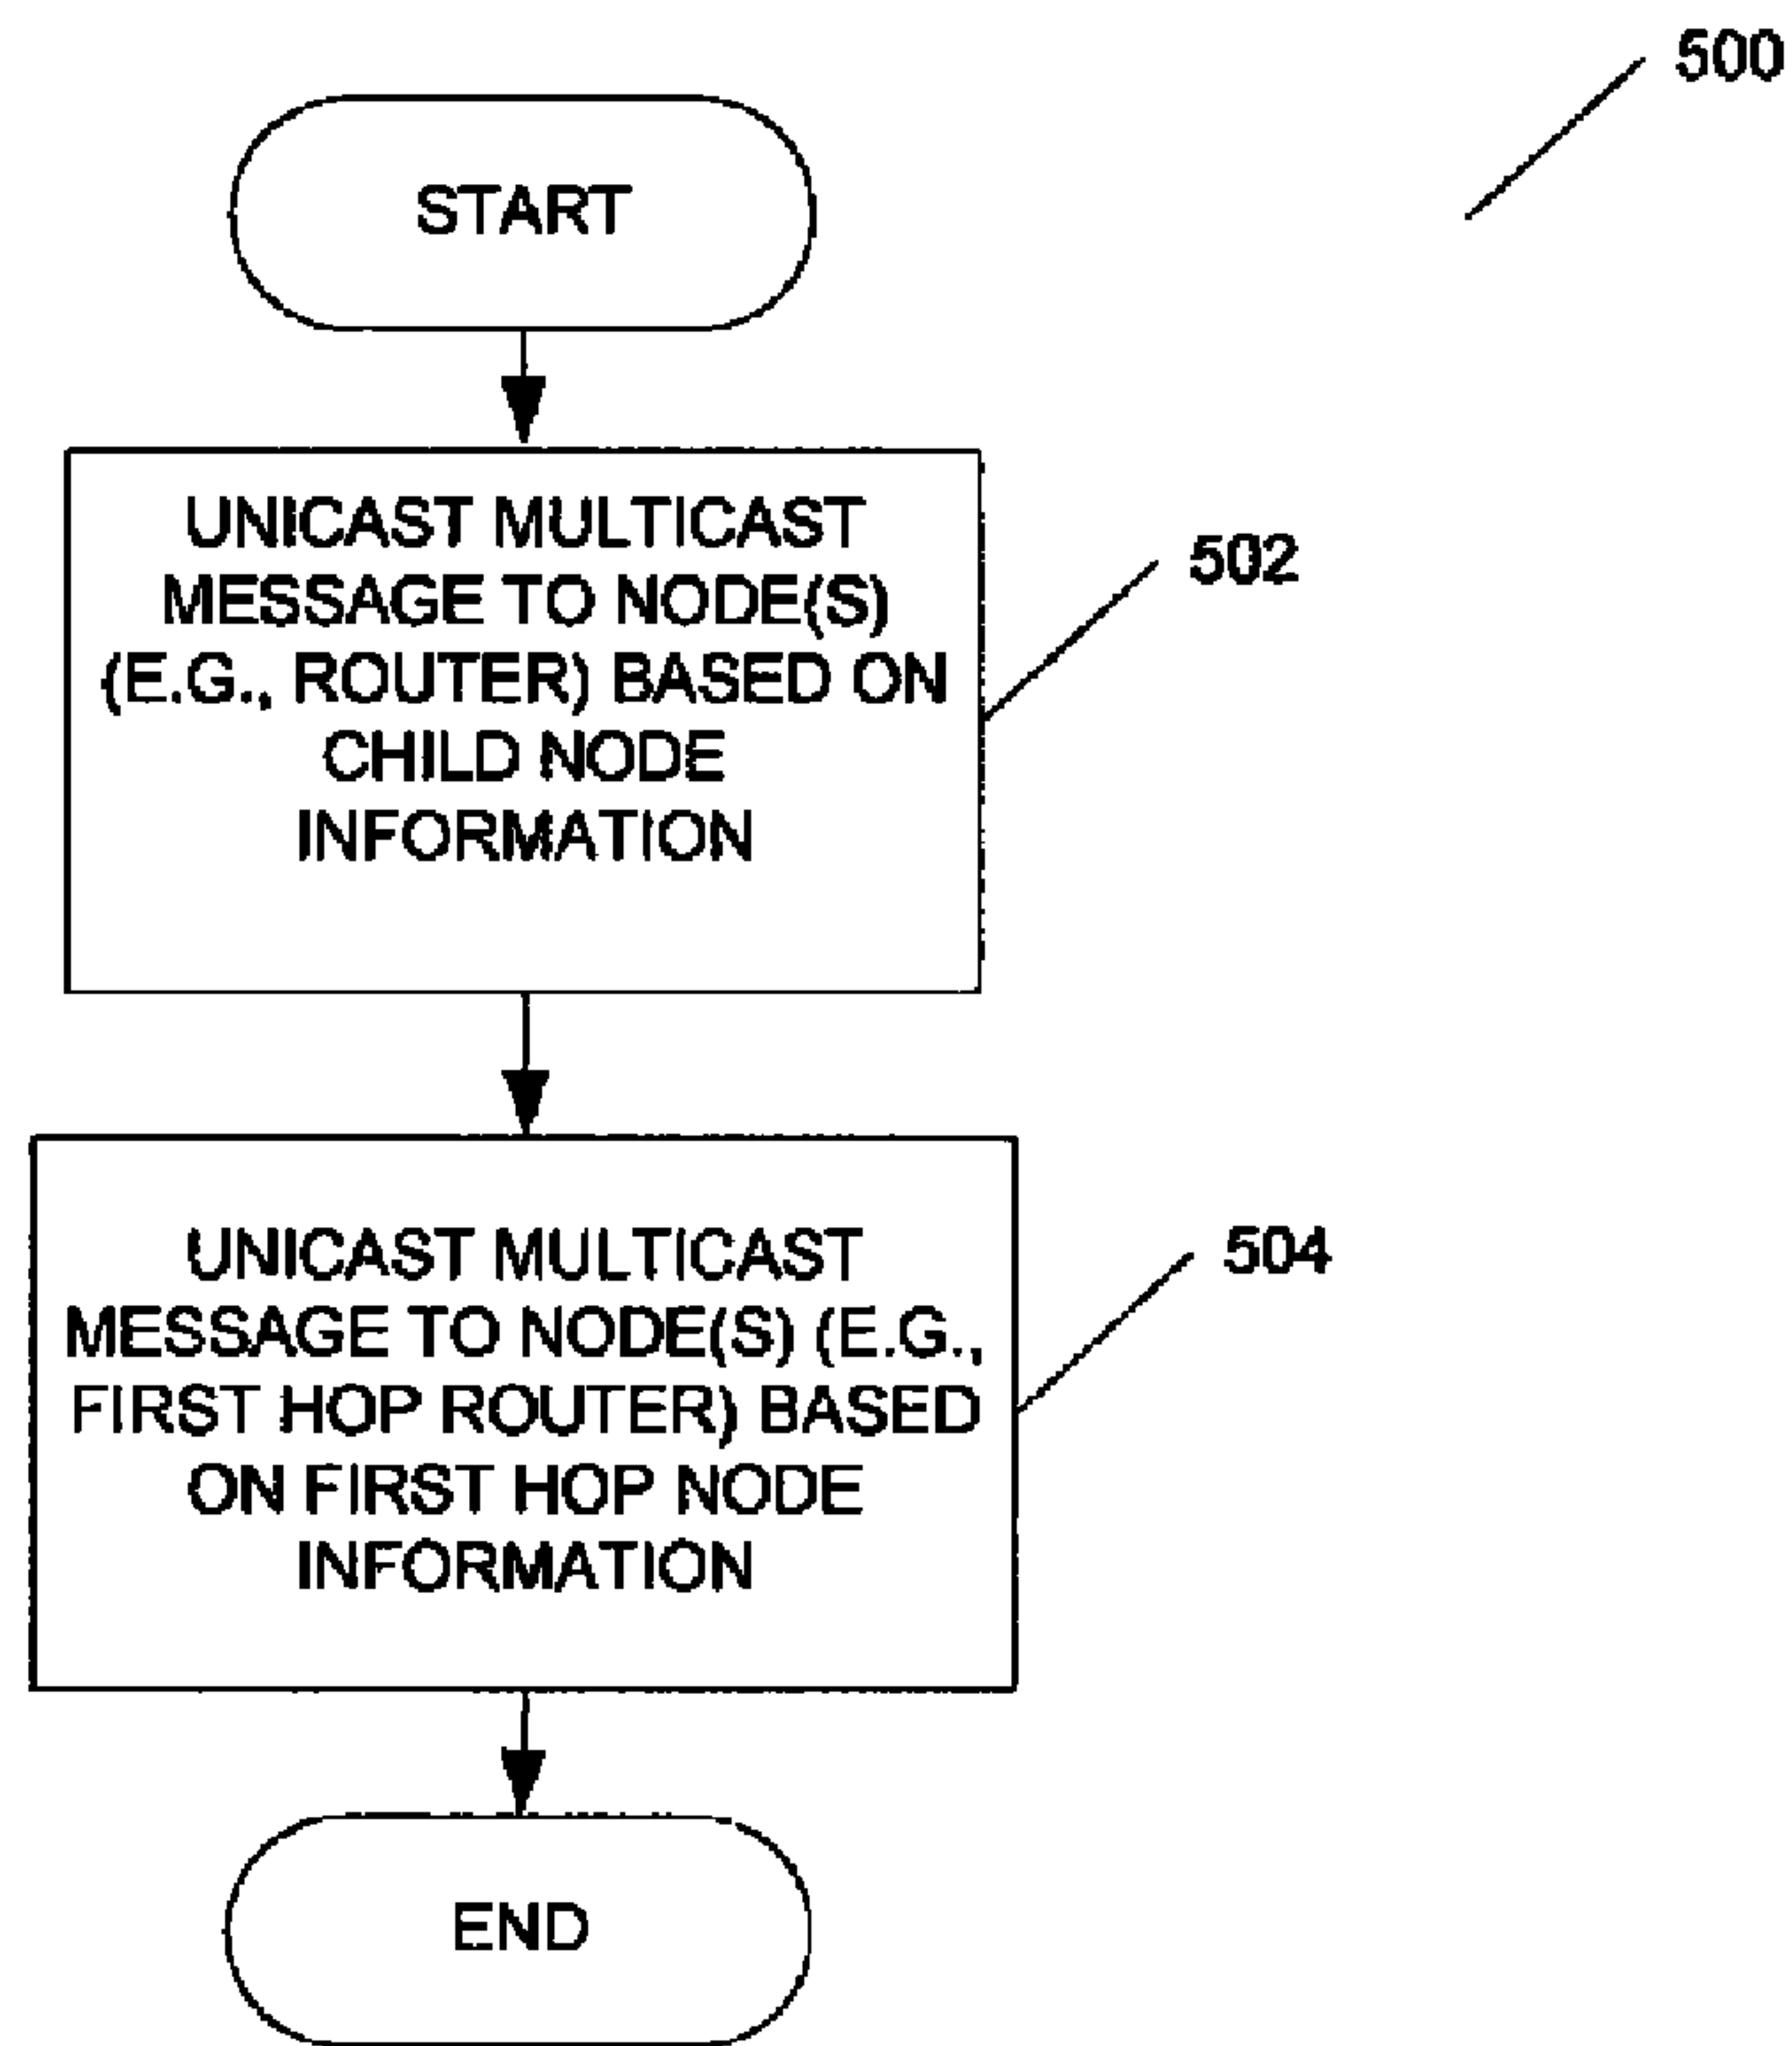 500
START
UNICAST MULTICAST
MESSAGE TO NODE(S)
(E.G., ROUTER) BASED ON
CHILD NODE
INFORMATION
502
UNICAST MULTICAST
MESSAGE TO NODE(S) (E.G.,
FIRST HOP ROUTER) BASED
ON FIRST HOP NODE
INFORMATION
504
END